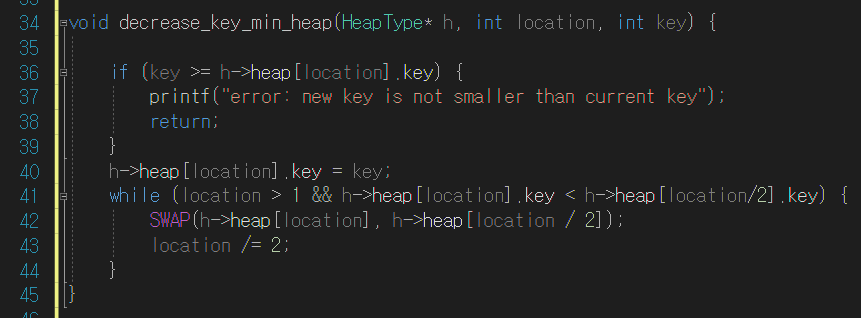 34 void decrease_key_min_heap(HeapType* h, int location, int key) {
35
36 if (key >= h->heap[location].key) {
37 printf("error: new key is not smaller than current key");
38 return;
39 }
40 h->heap[location].key = key;
41 while (location > 1 && h->heap[location].key < h->heap[location/2].key) {
42 SWAP(h->heap[location], h->heap[location / 2]);
43 location /= 2;
44 }
45 }